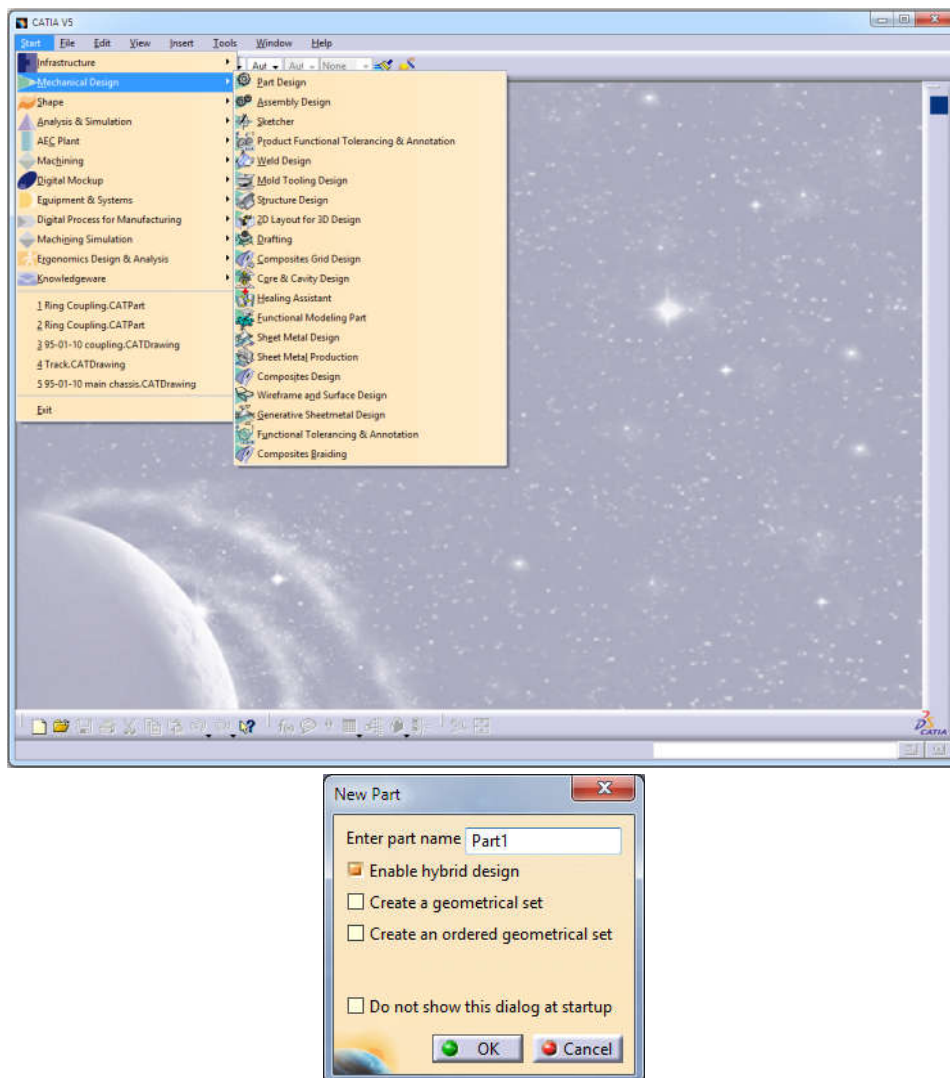 CATIA V5
Start File Edit View Insert Tools Window Help
Aut Aut None
Infrastructure
Mechanical Design
Shape
Analysis & Simulation
AEC Plant
Machining
Digital Mockup
Equipment & Systems
Digital Process for Manufacturing
Machining Simulation
Ergonomics Design & Analysis
Knowledgeware
1 Ring Coupling.CATPart
2 Ring Coupling.CATPart
3 95-01-10 coupling.CATDrawing
4 Track.CATDrawing
5 95-01-10 main chassis.CATDrawing
Exit
Part Design
Assembly Design
Sketcher
Product Functional Tolerancing & Annotation
Weld Design
Mold Tooling Design
Structure Design
2D Layout for 3D Design
Drafting
Composites Grid Design
Core & Cavity Design
Healing Assistant
Functional Modeling Part
Sheet Metal Design
Sheet Metal Production
Composites Design
Wireframe and Surface Design
Generative Sheetmetal Design
Functional Tolerancing & Annotation
Composites Braiding
CATIA
New Part
Enter part name Part1
Enable hybrid design
Create a geometrical set
Create an ordered geometrical set
Do not show this dialog at startup
OK Cancel